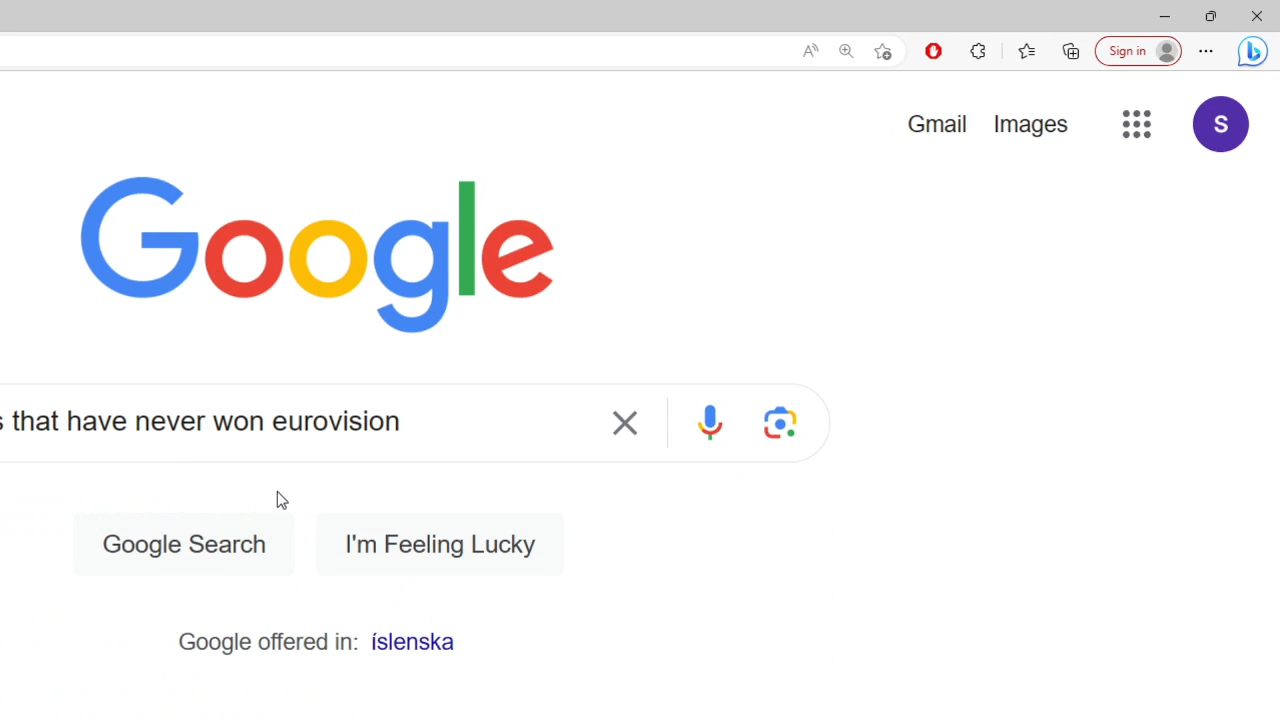 Sign in
Gmail Images
S
Google
s that have never won eurovision
Google Search I'm Feeling Lucky
Google offered in: íslenska